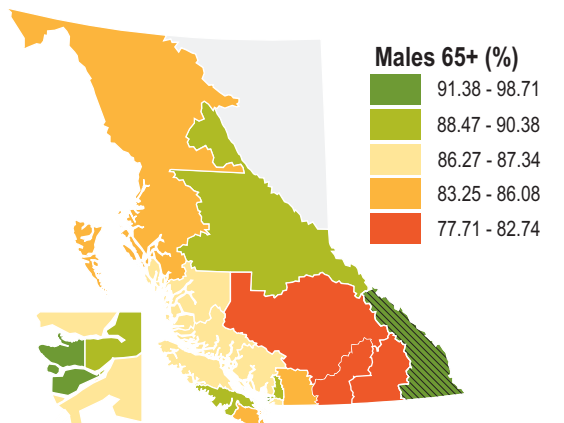 Males 65+ (%)
91.38 - 98.71
88.47 - 90.38
86.27 - 87.34
83.25 - 86.08
77.71 - 82.74